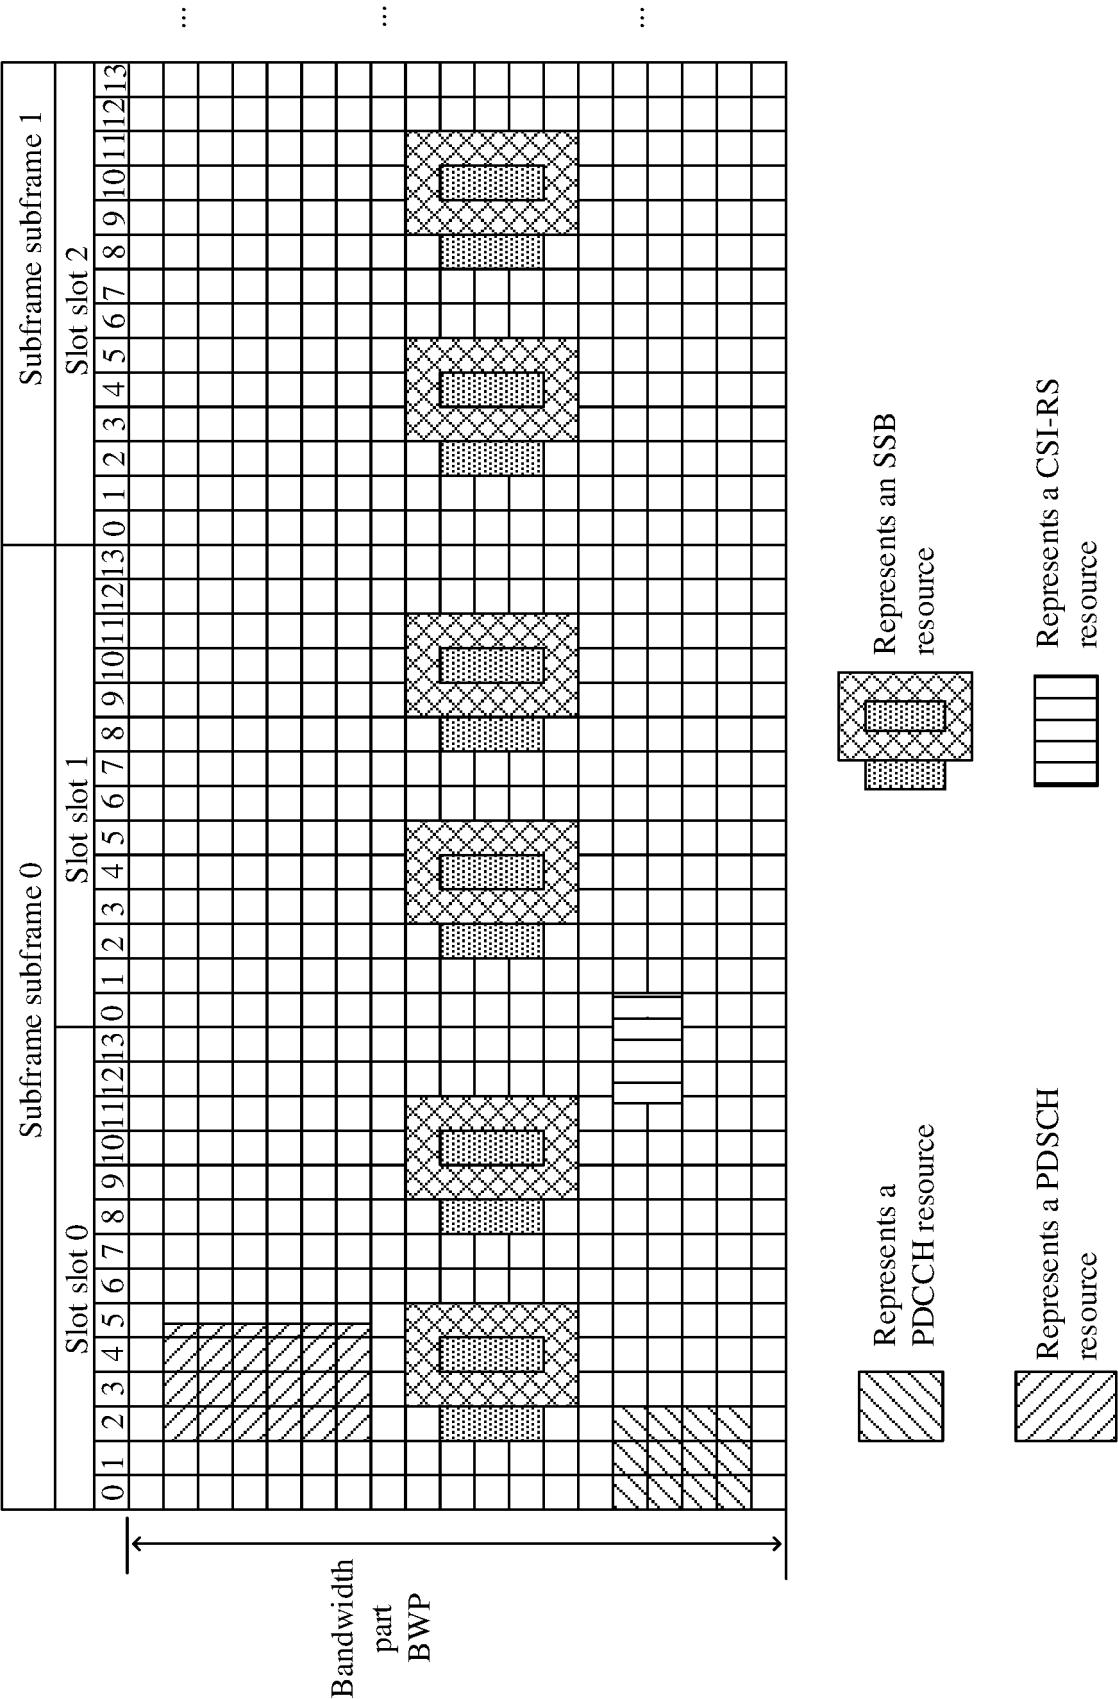 Subframe subframe 0
Subframe subframe 1
Slot slot 0
Slot slot 1
Slot slot 2
0 1 2 3 4 5 6 7 8 9 10 11 12 13 0 1 2 3 4 5 6 7 8 9 10 11 12 13 0 1 2 3 4 5 6 7 8 9 10 11 12 13
...
...
...
Bandwidth
part
BWP
Represents a
PDCCH resource
Represents an SSB
resource
Represents a PDSCH
resource
Represents a CSI-RS
resource